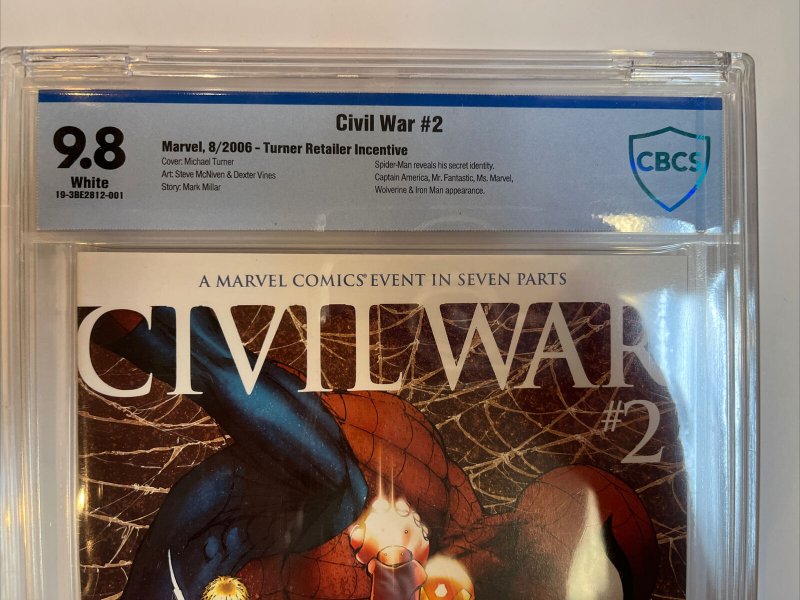 Civil War #2
9.8
White
19-3BE2812-001
Marvel, 8/2006 - Turner Retailer Incentive
Cover: Michael Turner
Art: Steve McNiven & Dexter Vines
Story: Mark Millar
Spider-Man reveals his secret identity.
Captain America, Mr. Fantastic, Ms. Marvel,
Wolverine & Iron Man appearance.
CBCS
A MARVEL COMICS® EVENT IN SEVEN PARTS
CIVIL WAR
#2